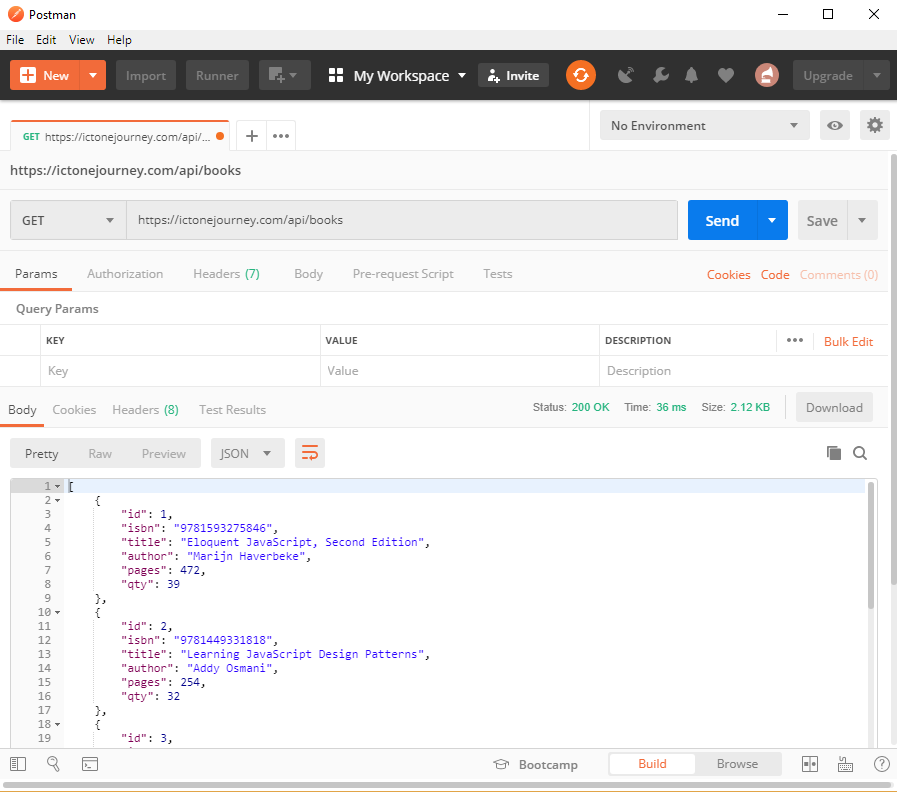 Postman
File Edit View Help
New Import Runner My Workspace Invite Upgrade
GET https://ictonejourney.com/api/... + ••• No Environment
https://ictonejourney.com/api/books
GET https://ictonejourney.com/api/books Send Save
Params Authorization Headers (7) Body Pre-request Script Tests Cookies Code Comments (0)
Query Params
KEY VALUE DESCRIPTION ••• Bulk Edit
Key Value Description
Body Cookies Headers (8) Test Results Status: 200 OK Time: 36 ms Size: 2.12 KB Download
Pretty Raw Preview JSON
1 [
2 {
3 "id": 1,
4 "isbn": "9781593275846",
5 "title": "Eloquent JavaScript, Second Edition",
6 "author": "Marijn Haverbeke",
7 "pages": 472,
8 "qty": 39
9 },
10 {
11 "id": 2,
12 "isbn": "9781449331818",
13 "title": "Learning JavaScript Design Patterns",
14 "author": "Addy Osmani",
15 "pages": 254,
16 "qty": 32
17 },
18 {
19 "id": 3,
Bootcamp Build Browse ?